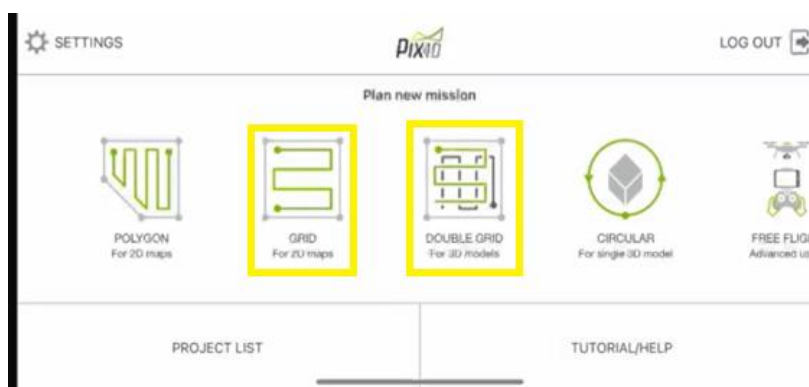 SETTINGS
PIX4D
LOG OUT
Plan new mission
POLYGON
For 2D maps
GRID
For 2D maps
DOUBLE GRID
For 3D models
CIRCULAR
For single 3D model
FREE FLIG
Advanced us
PROJECT LIST
TUTORIAL/HELP